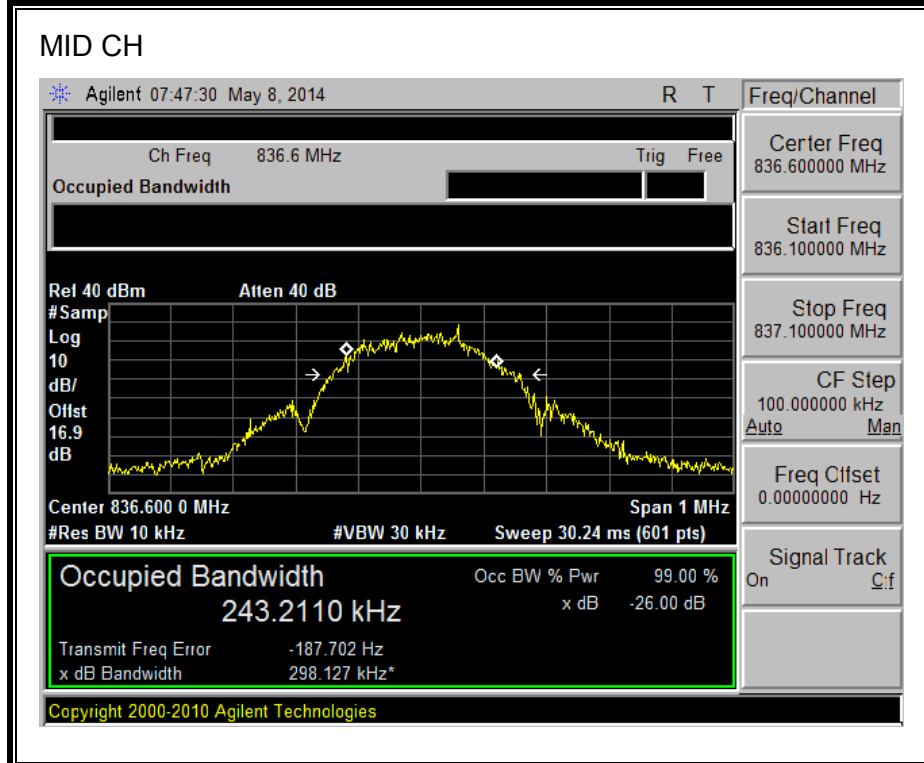 MID CH
Agilent 07:47:30 May 8, 2014 R T
Freq/Channel
Ch Freq 836.6 MHz Trig Free
Occupied Bandwidth
Center Freq
836.600000 MHz
Start Freq
836.100000 MHz
Ref 40 dBm Atten 40 dB
#Samp
Log
10
dB/
Offst
16.9
dB
Stop Freq
837.100000 MHz
CF Step
100.000000 kHz
Auto Man
Freq Offset
0.00000000 Hz
Center 836.600 0 MHz Span 1 MHz
#Res BW 10 kHz #VBW 30 kHz Sweep 30.24 ms (601 pts)
Signal Track
On Off
Occupied Bandwidth Occ BW % Pwr 99.00 %
243.2110 kHz x dB -26.00 dB
Transmit Freq Error -187.702 Hz
x dB Bandwidth 298.127 kHz*
Copyright 2000-2010 Agilent Technologies